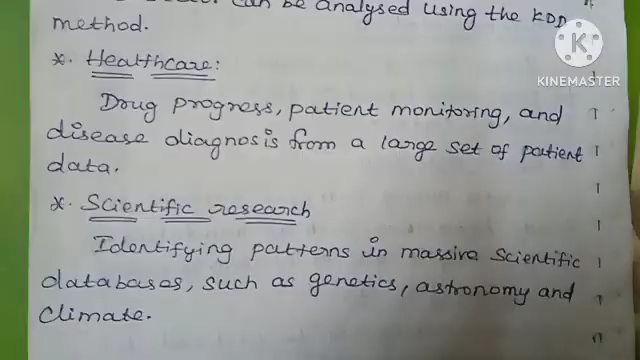 can be analysed using the KDD
method.
*. Healthcare:
Drug progress, patient monitoring, and
disease diagnosis from a large set of patient
data.
*. Scientific research
Identifying patterns in massive scientific
databases, such as genetics, astronomy and
climate.
KINEMASTER